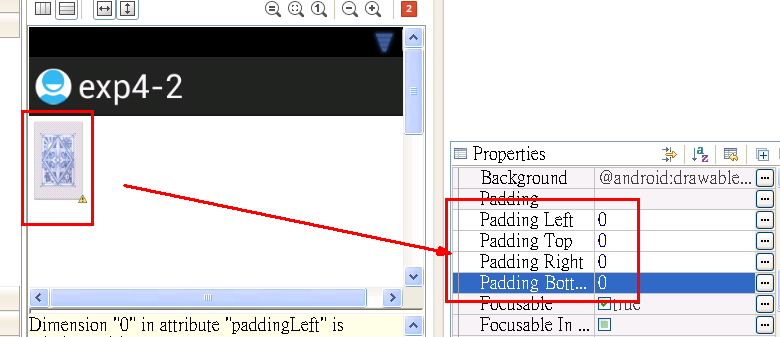 2
exp4-2
Properties
Background @android:drawable...
Padding
Padding Left 0
Padding Top 0
Padding Right 0
Padding Bott... 0
Focusable true
Focusable In ...
Dimension "0" in attribute "paddingLeft" is